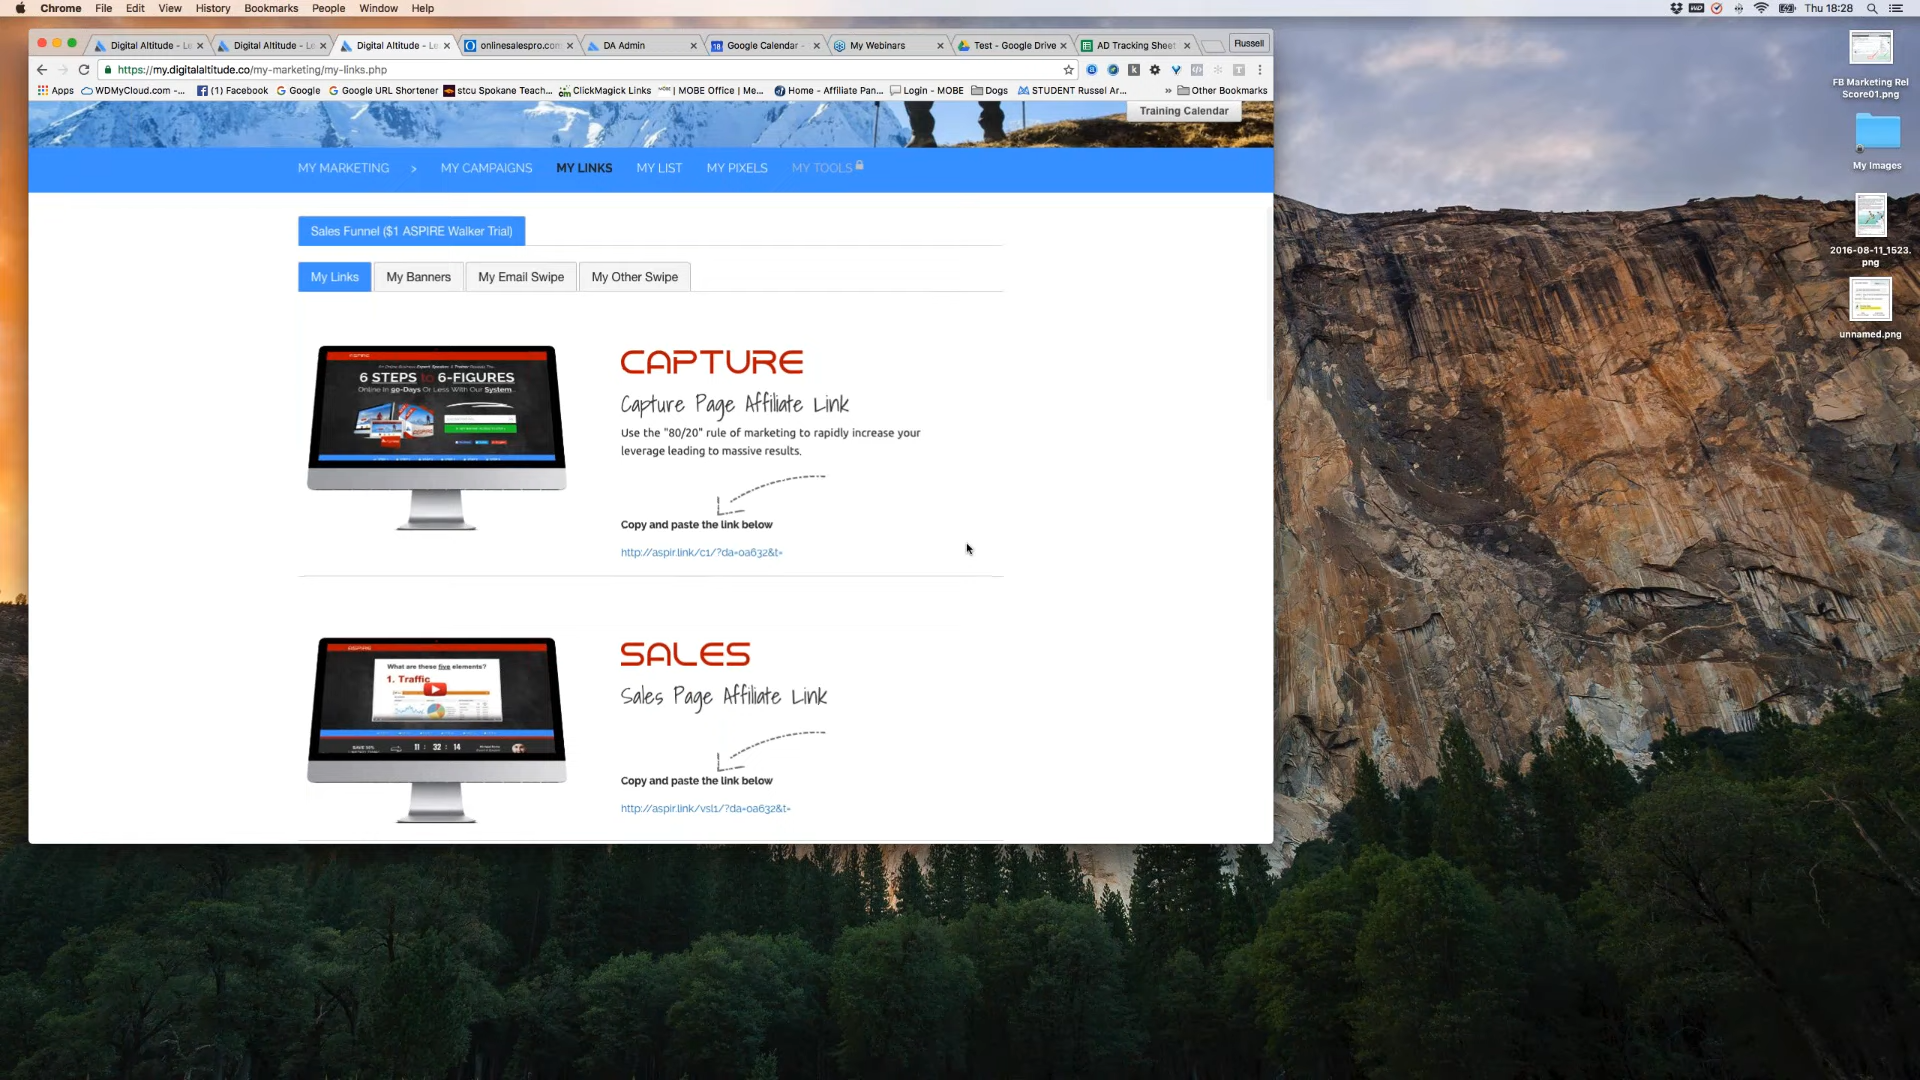 Chrome File Edit View History Bookmarks People Window Help
Thu 18:28
Digital Altitude - Le
Digital Altitude - Le
Digital Altitude - Le
onlinesalespro.com
DA Admin
Google Calendar -
My Webinars
Test - Google Drive
AD Tracking Sheet
Russell
https://my.digitalaltitude.co/my-marketing/my-links.php
Apps
WDMyCloud.com -...
(1) Facebook
Google
Google URL Shortener
stcu Spokane Teach...
ClickMagick Links
MOBE Office | Me...
Home - Affiliate Pan...
Login - MOBE
Dogs
STUDENT Russel Ar...
» Other Bookmarks
Training Calendar
MY MARKETING > MY CAMPAIGNS MY LINKS MY LIST MY PIXELS MY TOOLS
Sales Funnel ($1 ASPIRE Walker Trial)
My Links My Banners My Email Swipe My Other Swipe
6 STEPS to 6-FIGURES
Online In 90-Days Or Less With Our System...
CAPTURE
Capture Page Affiliate Link
Use the "80/20" rule of marketing to rapidly increase your
leverage leading to massive results.
Copy and paste the link below
http://aspir.link/c1/?da=0a632&t=
ASPIRE
What are these five elements?
1. Traffic
11 : 32 : 14
SALES
Sales Page Affiliate Link
Copy and paste the link below
http://aspir.link/vsl1/?da=0a632&t=
FB Marketing Rel
Score01.png
My Images
2016-08-11_1523.
png
unnamed.png